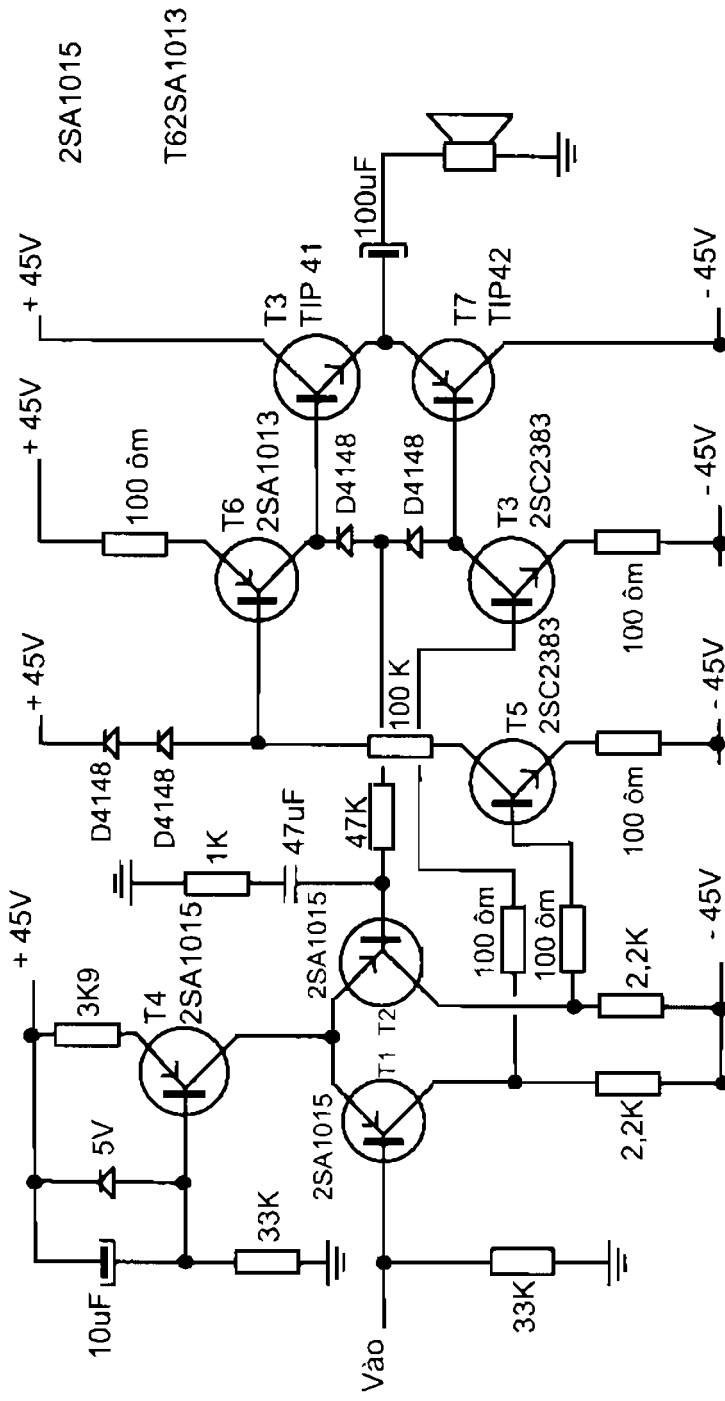 + 45V
10uF
5V
3K9
T4
2SA1015
33K
Vào
33K
2SA1015
T1
T2
2SA1015
2,2K
2,2K
- 45V
1K
47uF
47K
100 ôm
100 ôm
+ 45V
D4148
D4148
100 K
T5
2SC2383
100 ôm
- 45V
+ 45V
100 ôm
T6
2SA1013
D4148
D4148
T3
2SC2383
100 ôm
- 45V
+ 45V
T3
TIP 41
T7
TIP42
- 45V
100uF
2SA1015
T62SA1013